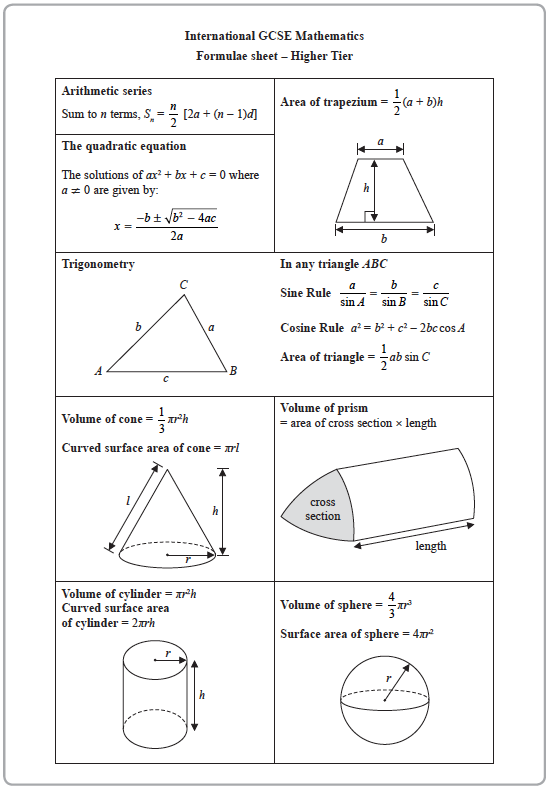 International GCSE Mathematics
Formulae sheet – Higher Tier
Arithmetic series
Sum to n terms, Sₙ = n/2 [2a + (n – 1)d]
The quadratic equation
The solutions of ax² + bx + c = 0 where
a ≠ 0 are given by:
x = (–b ± √(b² – 4ac))/2a
Area of trapezium = 1/2(a + b)h
a
h
b
Trigonometry
C
b
a
A
B
c
In any triangle ABC
Sine Rule a/sin A = b/sin B = c/sin C
Cosine Rule a² = b² + c² – 2bc cos A
Area of triangle = 1/2 ab sin C
Volume of cone = 1/3 πr²h
Curved surface area of cone = πrl
l
h
r
Volume of prism
= area of cross section × length
cross
section
length
Volume of cylinder = πr²h
Curved surface area
of cylinder = 2πrh
r
h
Volume of sphere = 4/3 πr³
Surface area of sphere = 4πr²
r